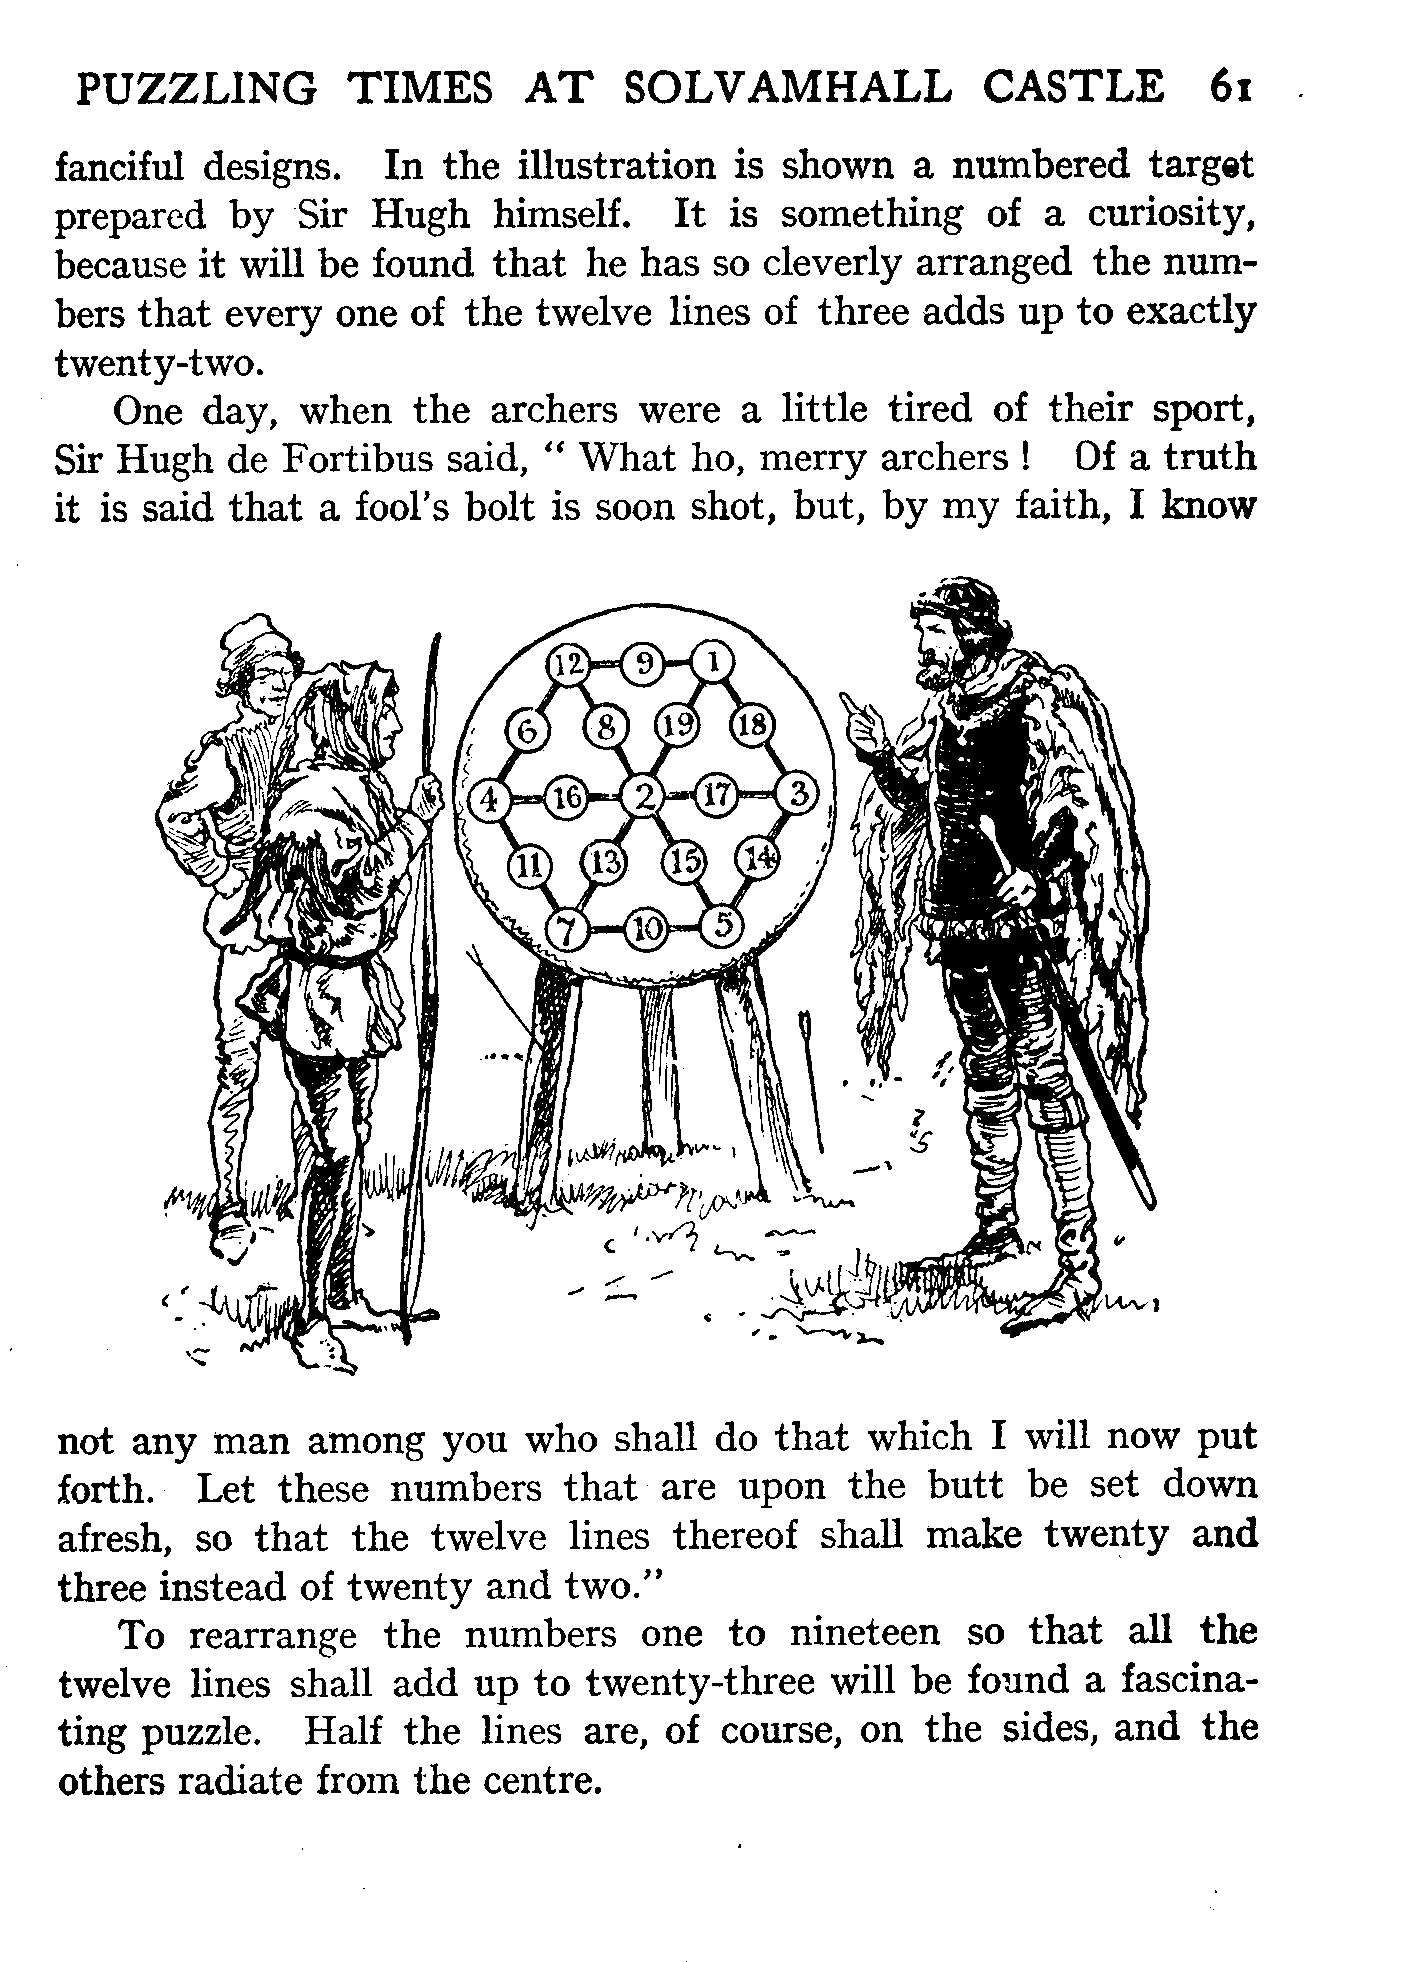 PUZZLING TIMES AT SOLVAMHALL CASTLE 61
fanciful designs. In the illustration is shown a numbered target
prepared by Sir Hugh himself. It is something of a curiosity,
because it will be found that he has so cleverly arranged the num-
bers that every one of the twelve lines of three adds up to exactly
twenty-two.
One day, when the archers were a little tired of their sport,
Sir Hugh de Fortibus said, “ What ho, merry archers ! Of a truth
it is said that a fool's bolt is soon shot, but, by my faith, I know
12 9 1
6 8 19 18
4 16 2 17 3
11 13 15 14
7 10 5
not any man among you who shall do that which I will now put
forth. Let these numbers that are upon the butt be set down
afresh, so that the twelve lines thereof shall make twenty and
three instead of twenty and two.”
To rearrange the numbers one to nineteen so that all the
twelve lines shall add up to twenty-three will be found a fascina-
ting puzzle. Half the lines are, of course, on the sides, and the
others radiate from the centre.